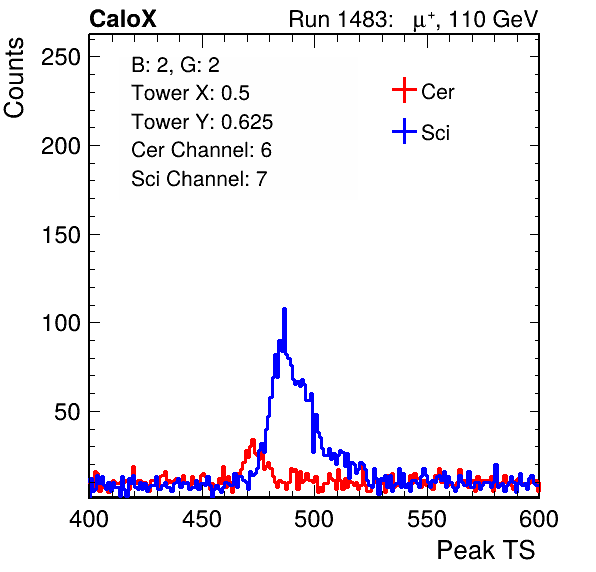 CaloX Run 1483: μ⁺, 110 GeV
Counts
250
200
150
100
50
B: 2, G: 2
Tower X: 0.5
Tower Y: 0.625
Cer Channel: 6
Sci Channel: 7
Cer
Sci
400 450 500 550 600
Peak TS